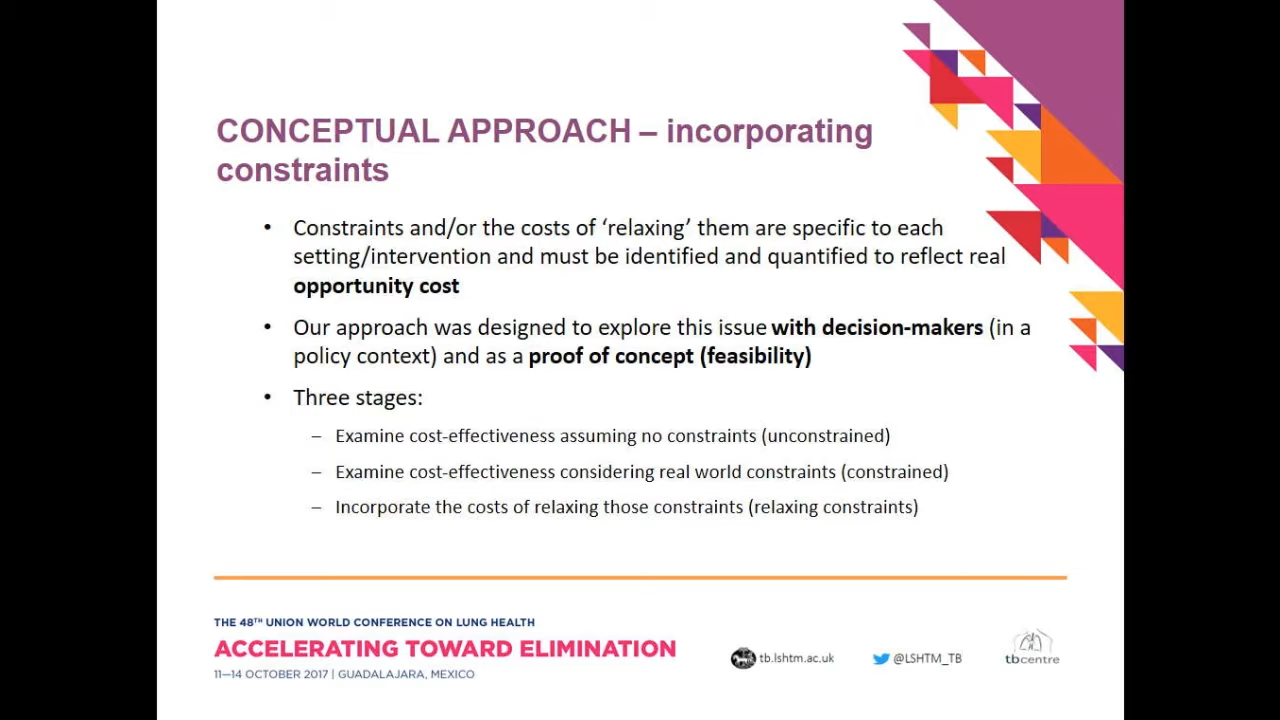 CONCEPTUAL APPROACH – incorporating
constraints
• Constraints and/or the costs of ‘relaxing’ them are specific to each
setting/intervention and must be identified and quantified to reflect real
opportunity cost
• Our approach was designed to explore this issue with decision-makers (in a
policy context) and as a proof of concept (feasibility)
• Three stages:
– Examine cost-effectiveness assuming no constraints (unconstrained)
– Examine cost-effectiveness considering real world constraints (constrained)
– Incorporate the costs of relaxing those constraints (relaxing constraints)
THE 48TH UNION WORLD CONFERENCE ON LUNG HEALTH
ACCELERATING TOWARD ELIMINATION
11—14 OCTOBER 2017 | GUADALAJARA, MEXICO
tb.lshtm.ac.uk
@LSHTM_TB
tbcentre